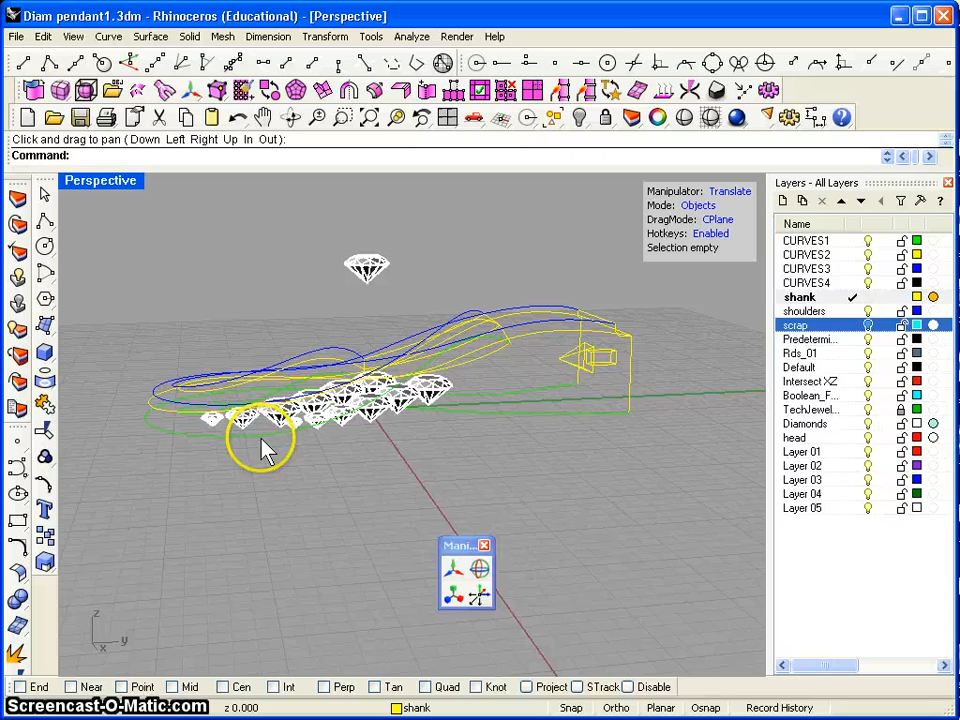 Diam pendant1.3dm - Rhinoceros (Educational) - [Perspective]
File Edit View Curve Surface Solid Mesh Dimension Transform Tools Analyze Render Help
Click and drag to pan ( Down Left Right Up In Out):
Command:
Perspective
Manipulator: Translate
Mode: Objects
DragMode: CPlane
Hotkeys: Enabled
Selection empty
Layers - All Layers
Name
CURVES1
CURVES2
CURVES3
CURVES4
shank
shoulders
scrap
Predetermi...
Rds_01
Default
Intersect XZ
Boolean_F...
TechJewel...
Diamonds
head
Layer 01
Layer 02
Layer 03
Layer 04
Layer 05
Mani...
z
y
x
End Near Point Mid Cen Int Perp Tan Quad Knot Project STrack Disable
Screencast-O-Matic.com z 0.000 shank Snap Ortho Planar Osnap Record History